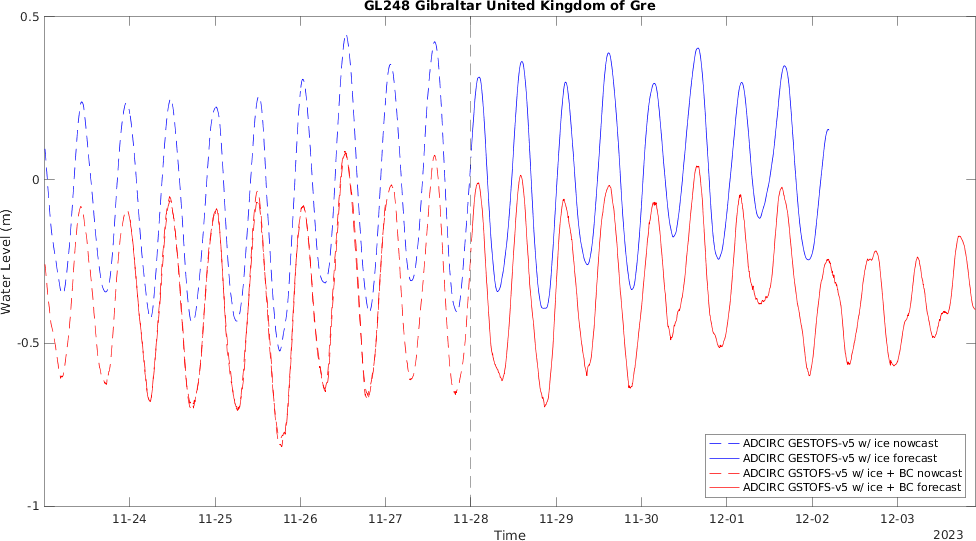 GL248 Gibraltar United Kingdom of Gre
0.5
0
-0.5
-1
Water Level (m)
11-24 11-25 11-26 11-27 11-28 11-29 11-30 12-01 12-02 12-03
Time
2023
ADCIRC GESTOFS-v5 w/ ice nowcast
ADCIRC GESTOFS-v5 w/ ice forecast
ADCIRC GSTOFS-v5 w/ ice + BC nowcast
ADCIRC GSTOFS-v5 w/ ice + BC forecast